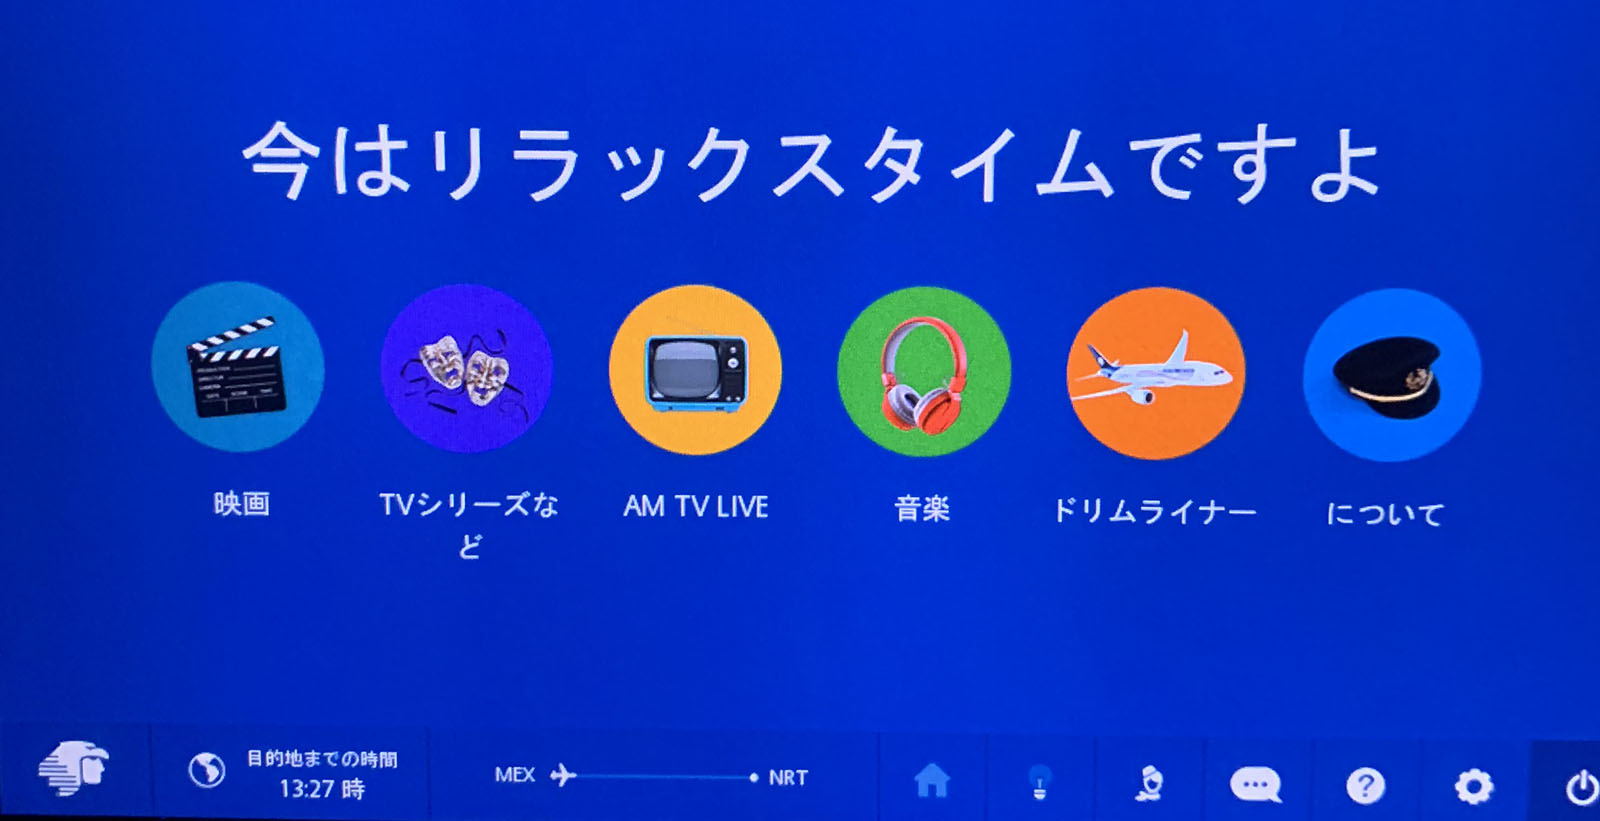 今はリラックスタイムですよ
映画
TVシリーズな
ど
AM TV LIVE
音楽
ドリムライナー
について
目的地までの時間
13:27 時
MEX
NRT